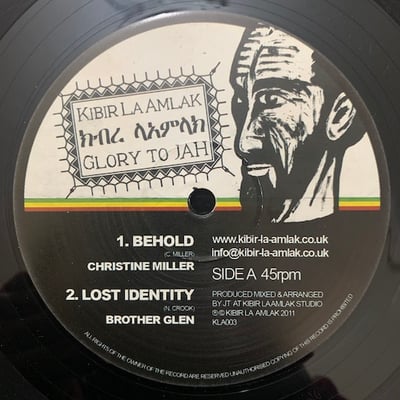 KIBIR LA AMLAK
ክብረ ለአምላክ
GLORY TO JAH
1. BEHOLD
(C. MILLER)
CHRISTINE MILLER
2. LOST IDENTITY
(N. CROOK)
BROTHER GLEN
www.kibir-la-amlak.co.uk
info@kibir-la-amlak.co.uk
SIDE A 45rpm
PRODUCED MIXED & ARRANGED
BY JT AT KIBIR LA AMLAK STUDIO
℗ © KIBIR LA AMLAK 2011
KLA003
ALL RIGHTS OF THE OWNER OF THE RECORD ARE RESERVED UNAUTHORISED COPYING OF THIS RECORD IS PROHIBITED